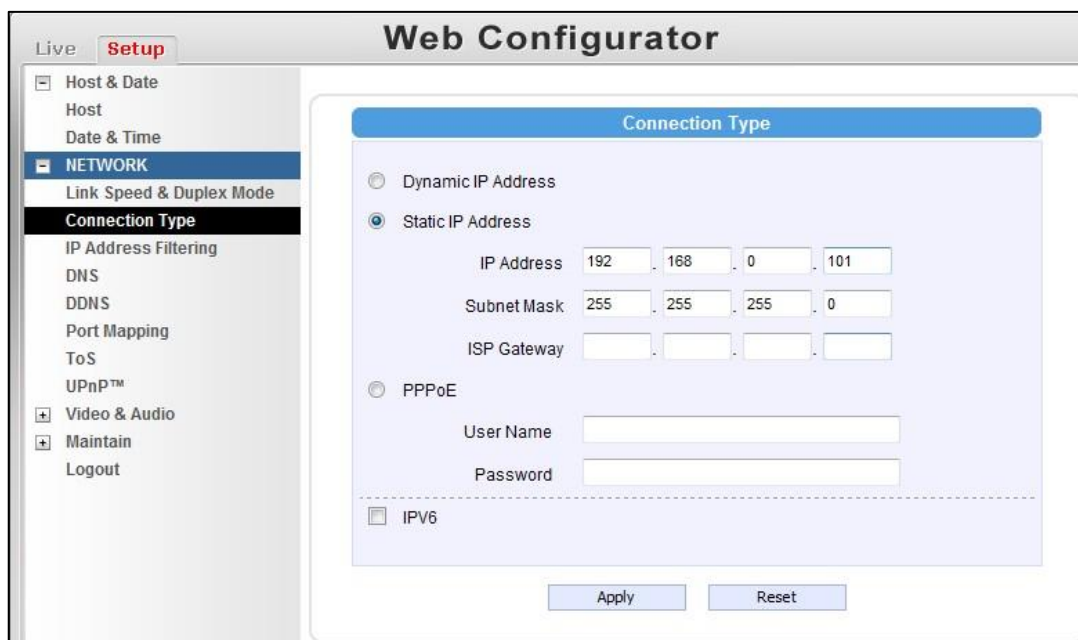 Web Configurator
Live Setup
Host & Date
Host
Date & Time
NETWORK
Link Speed & Duplex Mode
Connection Type
IP Address Filtering
DNS
DDNS
Port Mapping
ToS
UPnP™
Video & Audio
Maintain
Logout
Connection Type
Dynamic IP Address
Static IP Address
IP Address 192 . 168 . 0 . 101
Subnet Mask 255 . 255 . 255 . 0
ISP Gateway . . .
PPPoE
User Name
Password
IPV6
Apply Reset